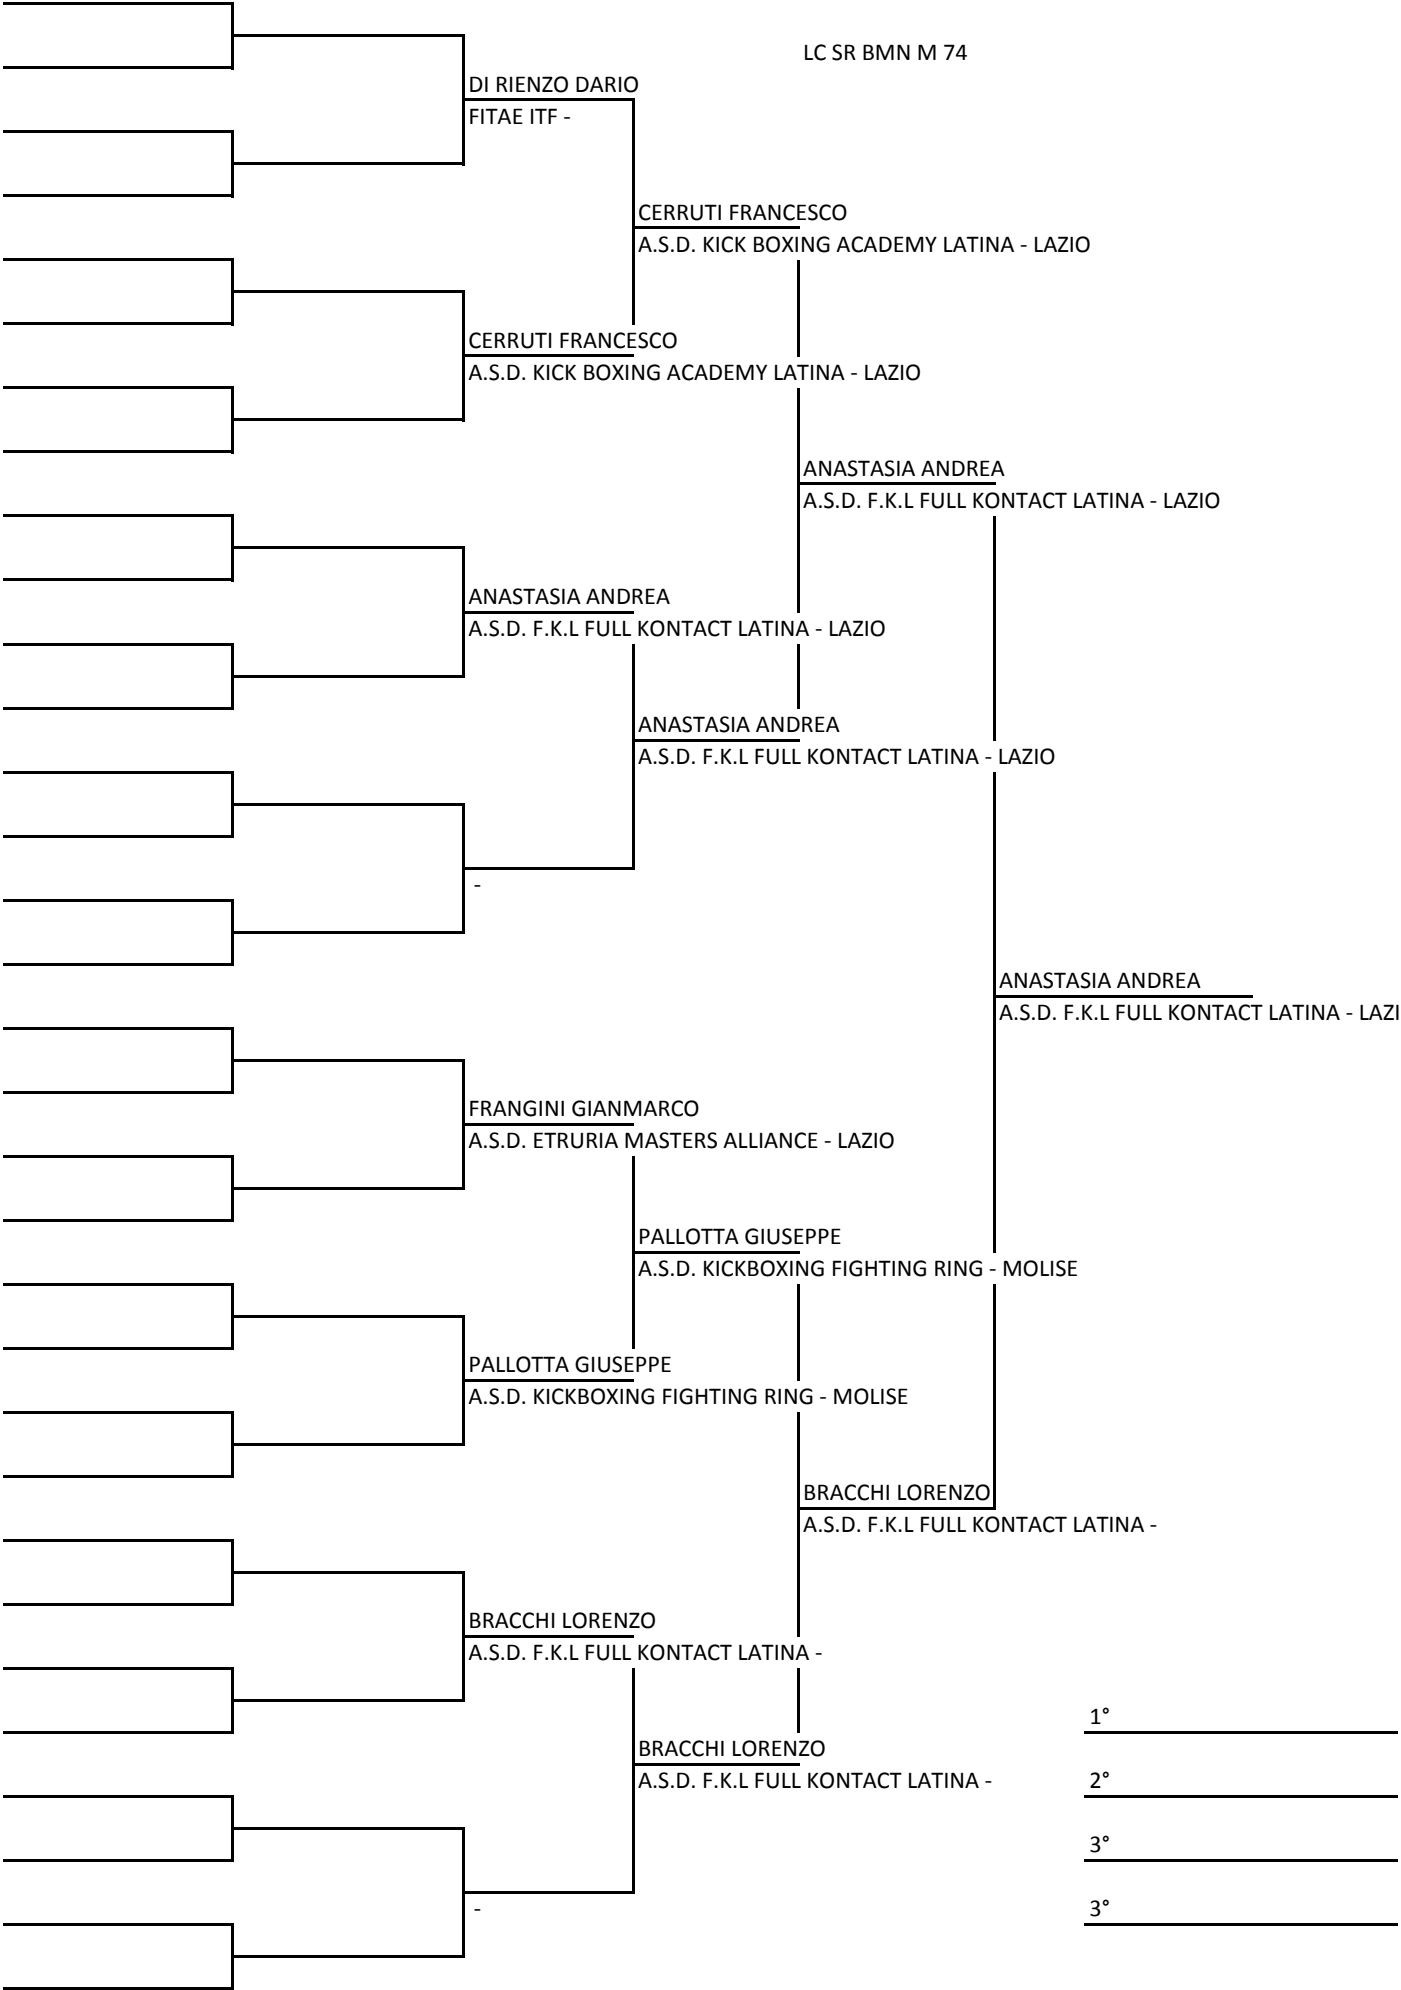 LC SR BMN M 74
DI RIENZO DARIO
FITAE ITF -
CERRUTI FRANCESCO
A.S.D. KICK BOXING ACADEMY LATINA - LAZIO
CERRUTI FRANCESCO
A.S.D. KICK BOXING ACADEMY LATINA - LAZIO
ANASTASIA ANDREA
A.S.D. F.K.L FULL KONTACT LATINA - LAZIO
ANASTASIA ANDREA
A.S.D. F.K.L FULL KONTACT LATINA - LAZIO
ANASTASIA ANDREA
A.S.D. F.K.L FULL KONTACT LATINA - LAZIO
-
ANASTASIA ANDREA
A.S.D. F.K.L FULL KONTACT LATINA - LAZI
FRANGINI GIANMARCO
A.S.D. ETRURIA MASTERS ALLIANCE - LAZIO
PALLOTTA GIUSEPPE
A.S.D. KICKBOXING FIGHTING RING - MOLISE
PALLOTTA GIUSEPPE
A.S.D. KICKBOXING FIGHTING RING - MOLISE
BRACCHI LORENZO
A.S.D. F.K.L FULL KONTACT LATINA -
BRACCHI LORENZO
A.S.D. F.K.L FULL KONTACT LATINA -
1°
BRACCHI LORENZO
A.S.D. F.K.L FULL KONTACT LATINA -
2°
3°
-
3°